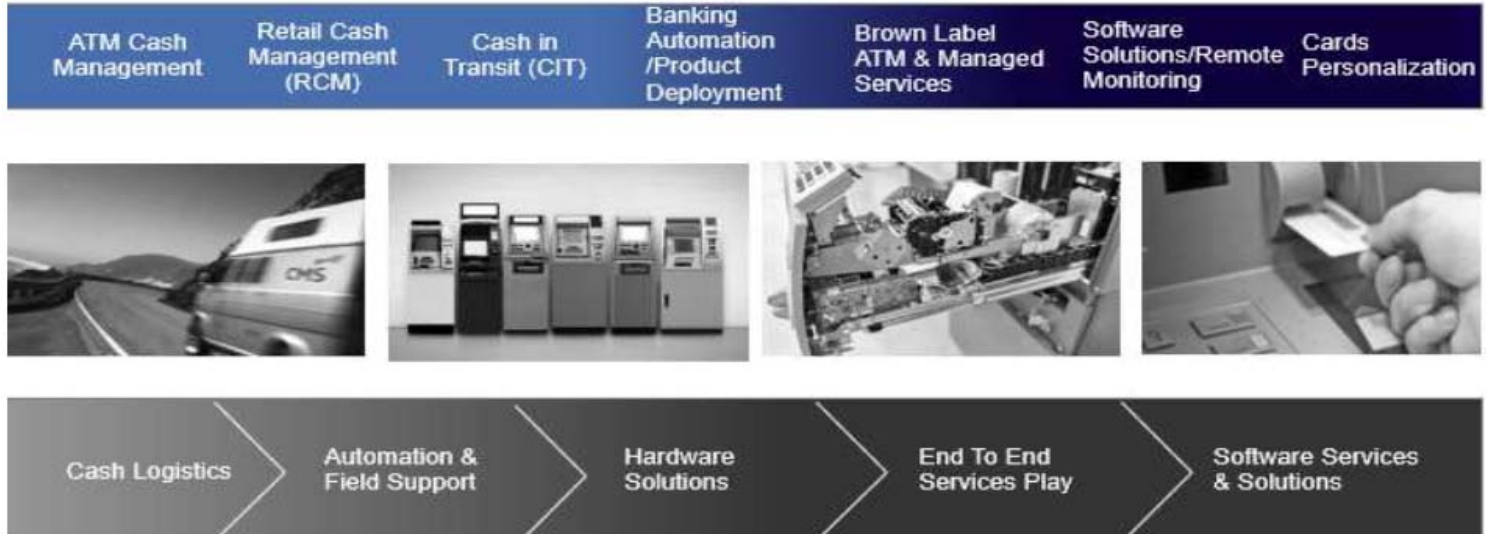 ATM Cash
Management
Retail Cash
Management
(RCM)
Cash in
Transit (CIT)
Banking
Automation
/Product
Deployment
Brown Label
ATM & Managed
Services
Software
Solutions/Remote
Monitoring
Cards
Personalization
CMS
Cash Logistics
Automation &
Field Support
Hardware
Solutions
End To End
Services Play
Software Services
& Solutions